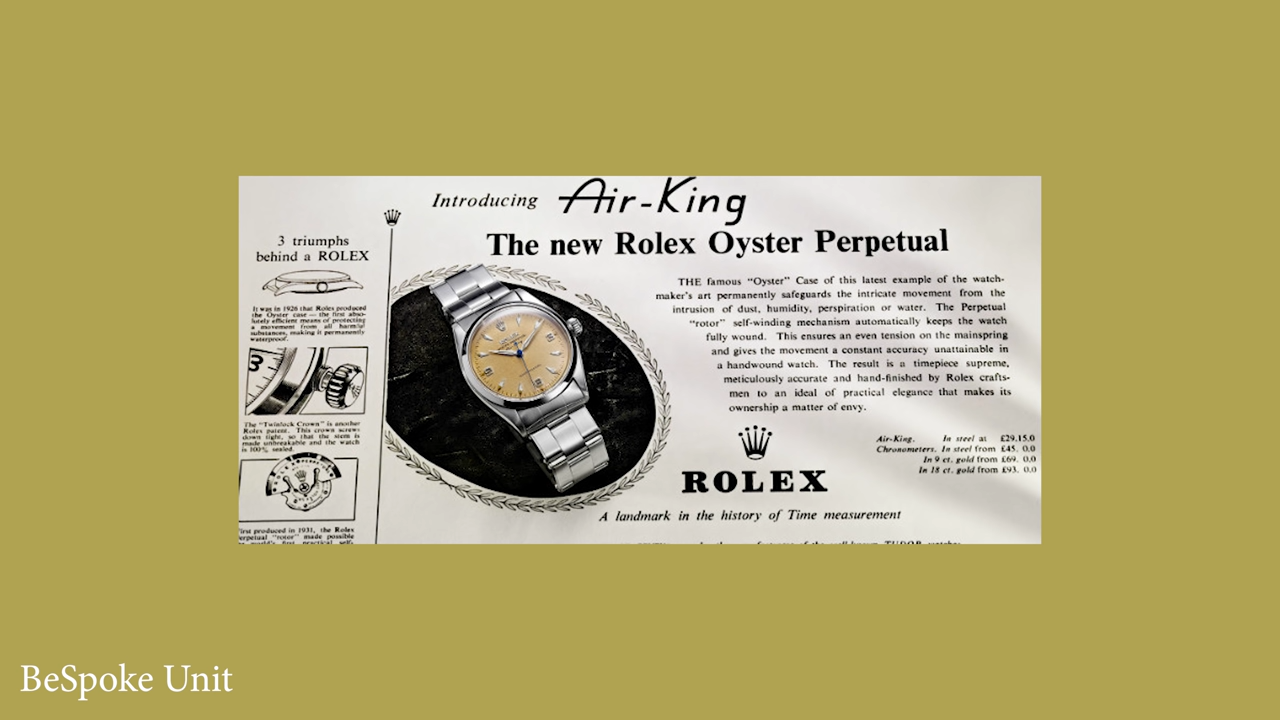 Introducing Air-King
The new Rolex Oyster Perpetual
3 triumphs
behind a ROLEX
It was in 1926 that Rolex produced
the Oyster case — the first abso-
lutely efficient means of protecting
a movement from all harmful
substances, making it permanently
waterproof.
The "Twinlock Crown" is another
Rolex patent. This crown screws
down tight, so that the stem is
made unbreakable and the watch
is 100% sealed.
First produced in 1931, the Rolex
Perpetual "rotor" made possible
THE famous "Oyster" Case of this latest example of the watch-
maker's art permanently safeguards the intricate movement from the
intrusion of dust, humidity, perspiration or water. The Perpetual
"rotor" self-winding mechanism automatically keeps the watch
fully wound. This ensures an even tension on the mainspring
and gives the movement a constant accuracy unattainable in
a handwound watch. The result is a timepiece supreme,
meticulously accurate and hand-finished by Rolex crafts-
men to an ideal of practical elegance that makes its
ownership a matter of envy.
Air-King. In steel at £29.15.0
Chronometers. In steel from £45. 0.0
In 9 ct. gold from £69. 0.0
In 18 ct. gold from £93. 0.0
ROLEX
A landmark in the history of Time measurement
BeSpoke Unit